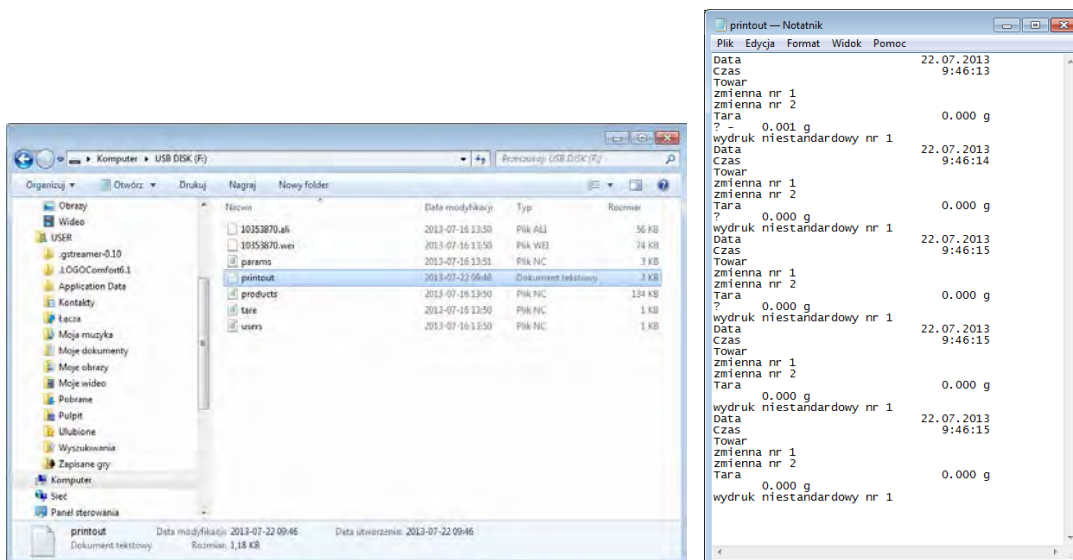 Komputer ▸ USB DISK (F:)
Przeszukaj: USB DISK (F:)
Organizuj Otwórz Drukuj Nagraj Nowy folder
Obrazy
Wideo
USER
.gstreamer-0.10
.LOGOComfort6.1
Application Data
Kontakty
Łącza
Moja muzyka
Moje dokumenty
Moje obrazy
Moje wideo
Pobrane
Pulpit
Ulubione
Wyszukiwania
Zapisane gry
Komputer
Sieć
Panel sterowania
Nazwa Data modyfikacji Typ Rozmiar
10353870.ali 2013-07-16 13:50 Plik ALI 56 KB
10353870.wei 2013-07-16 13:50 Plik WEI 74 KB
params 2013-07-16 13:51 Plik NC 3 KB
printout 2013-07-22 09:46 Dokument tekstowy KB
products 2013-07-16 13:50 Plik NC 134 KB
tare 2013-07-16 13:50 Plik NC 1 KB
users 2013-07-16 13:50 Plik NC 1 KB
printout Data modyfikacji: 2013-07-22 09:46 Data utworzenia: 2013-07-22 09:46
Dokument tekstowy Rozmiar: 1,18 KB
printout — Notatnik
Plik Edycja Format Widok Pomoc
Data 22.07.2013
Czas 9:46:13
Towar
zmienna nr 1
zmienna nr 2
Tara 0.000 g
? - 0.001 g
wydruk niestandardowy nr 1
Data 22.07.2013
Czas 9:46:14
Towar
zmienna nr 1
zmienna nr 2
Tara 0.000 g
? 0.000 g
wydruk niestandardowy nr 1
Data 22.07.2013
Czas 9:46:15
Towar
zmienna nr 1
zmienna nr 2
Tara 0.000 g
? 0.000 g
wydruk niestandardowy nr 1
Data 22.07.2013
Czas 9:46:15
Towar
zmienna nr 1
zmienna nr 2
Tara 0.000 g
0.000 g
wydruk niestandardowy nr 1
Data 22.07.2013
Czas 9:46:15
Towar
zmienna nr 1
zmienna nr 2
Tara 0.000 g
0.000 g
wydruk niestandardowy nr 1